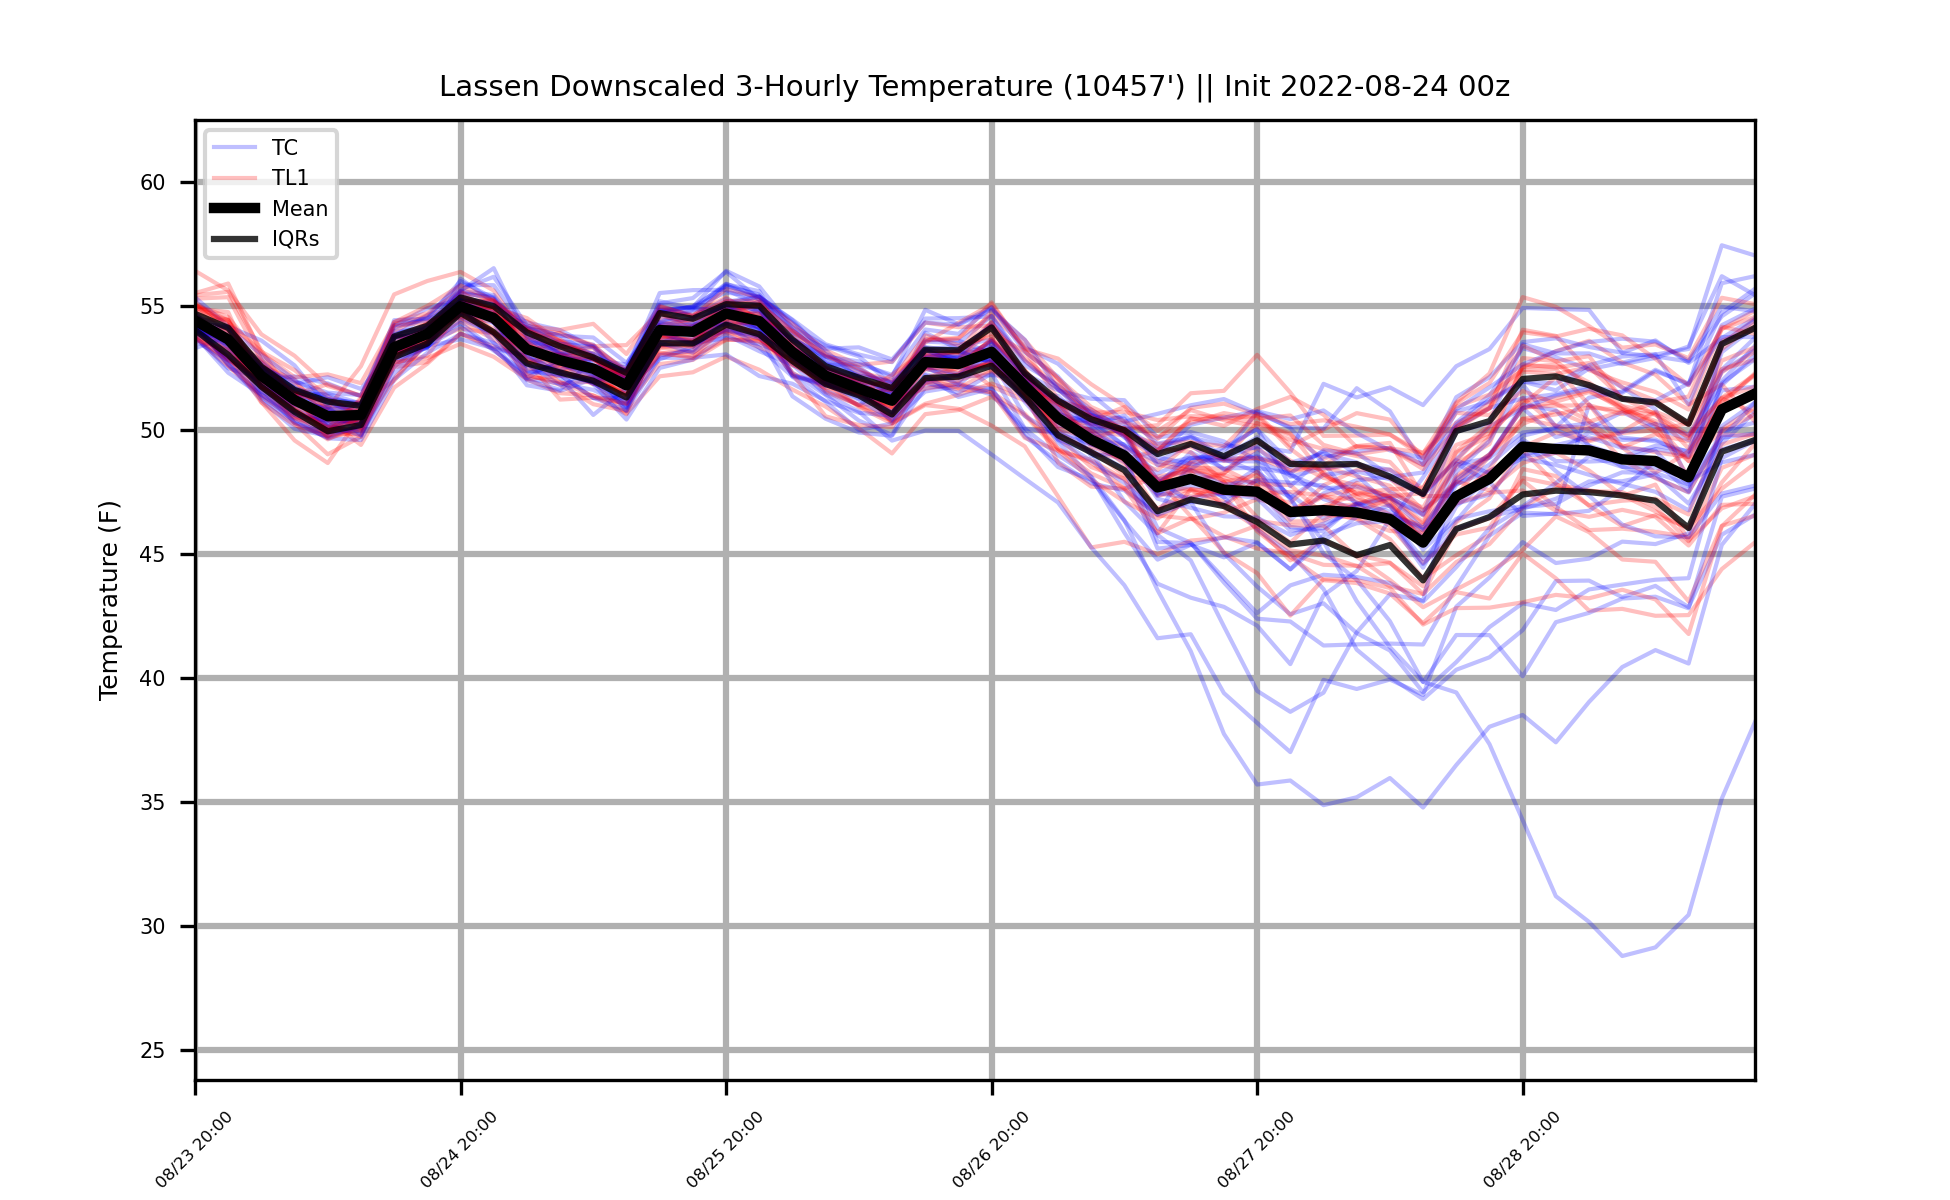 Lassen Downscaled 3-Hourly Temperature (10457') || Init 2022-08-24 00z
TC
TL1
Mean
IQRs
Temperature (F)
60
55
50
45
40
35
30
25
08/23 20:00
08/24 20:00
08/25 20:00
08/26 20:00
08/27 20:00
08/28 20:00